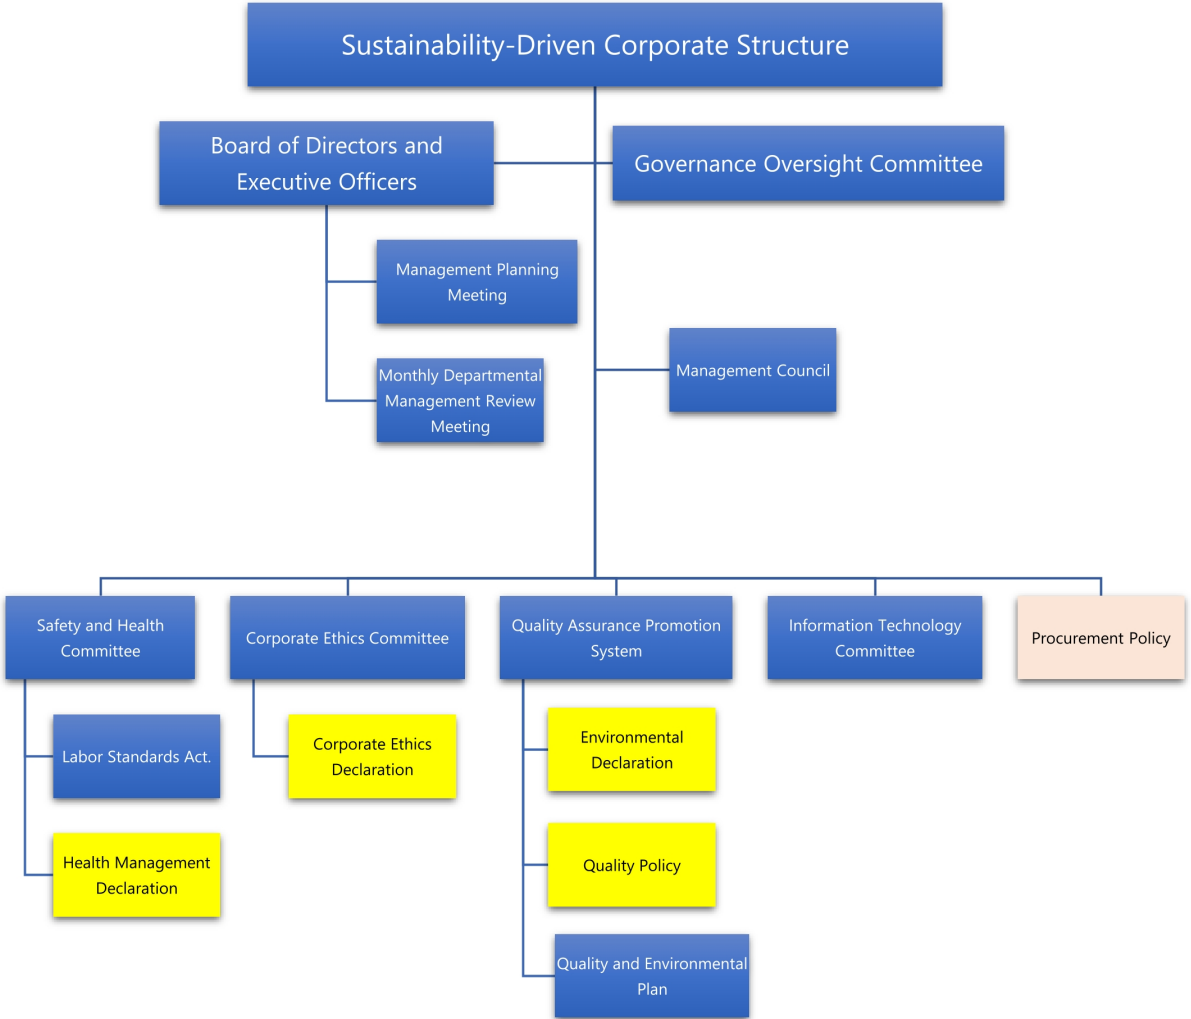 Sustainability-Driven Corporate Structure
Board of Directors and
Executive Officers
Governance Oversight Committee
Management Planning
Meeting
Management Council
Monthly Departmental
Management Review
Meeting
Safety and Health
Committee
Corporate Ethics Committee
Quality Assurance Promotion
System
Information Technology
Committee
Procurement Policy
Labor Standards Act.
Health Management
Declaration
Corporate Ethics
Declaration
Environmental
Declaration
Quality Policy
Quality and Environmental
Plan